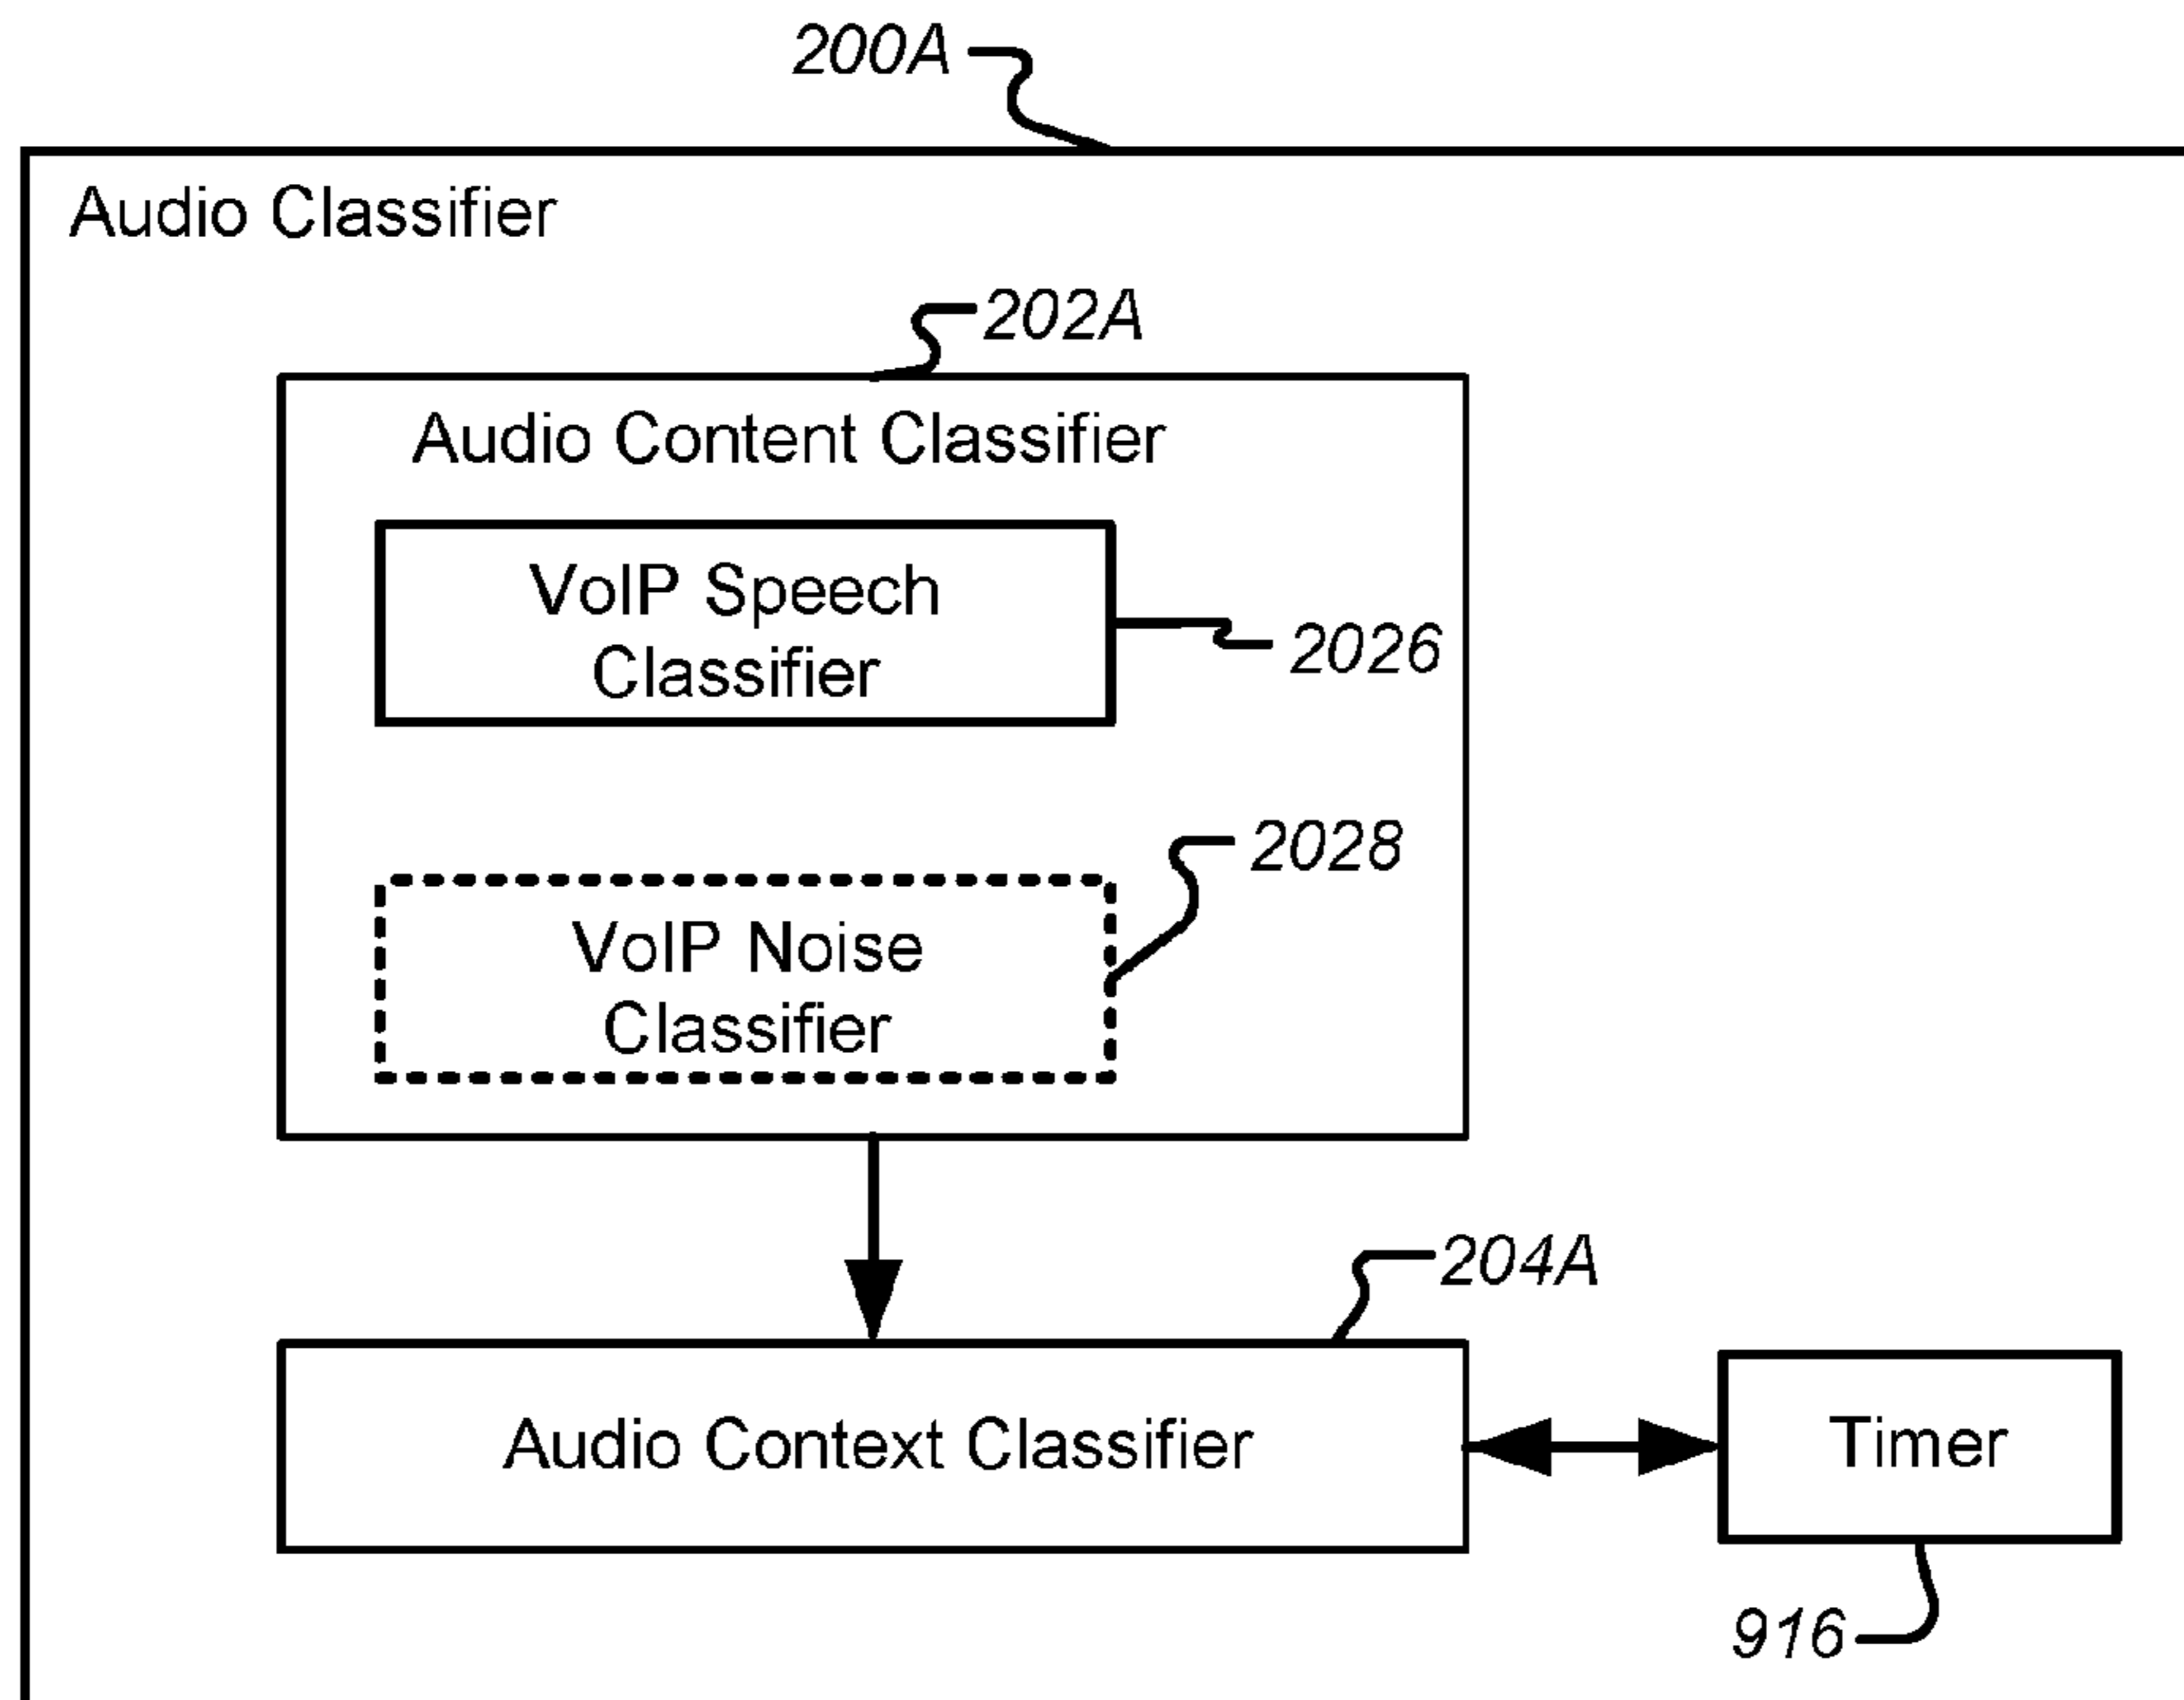 200A
Audio Classifier
202A
Audio Content Classifier
VoIP Speech
Classifier
2026
2028
VoIP Noise
Classifier
204A
Audio Context Classifier
Timer
916